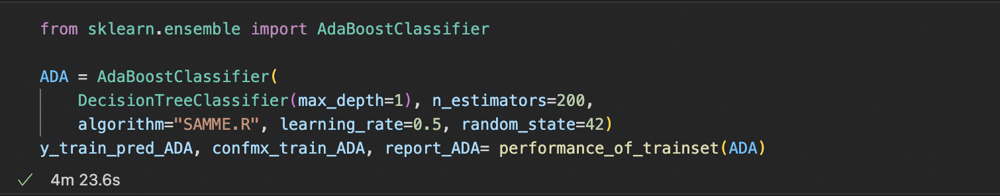 from sklearn.ensemble import AdaBoostClassifier
ADA = AdaBoostClassifier(
DecisionTreeClassifier(max_depth=1), n_estimators=200,
algorithm="SAMME.R", learning_rate=0.5, random_state=42)
y_train_pred_ADA, confmx_train_ADA, report_ADA= performance_of_trainset(ADA)
4m 23.6s